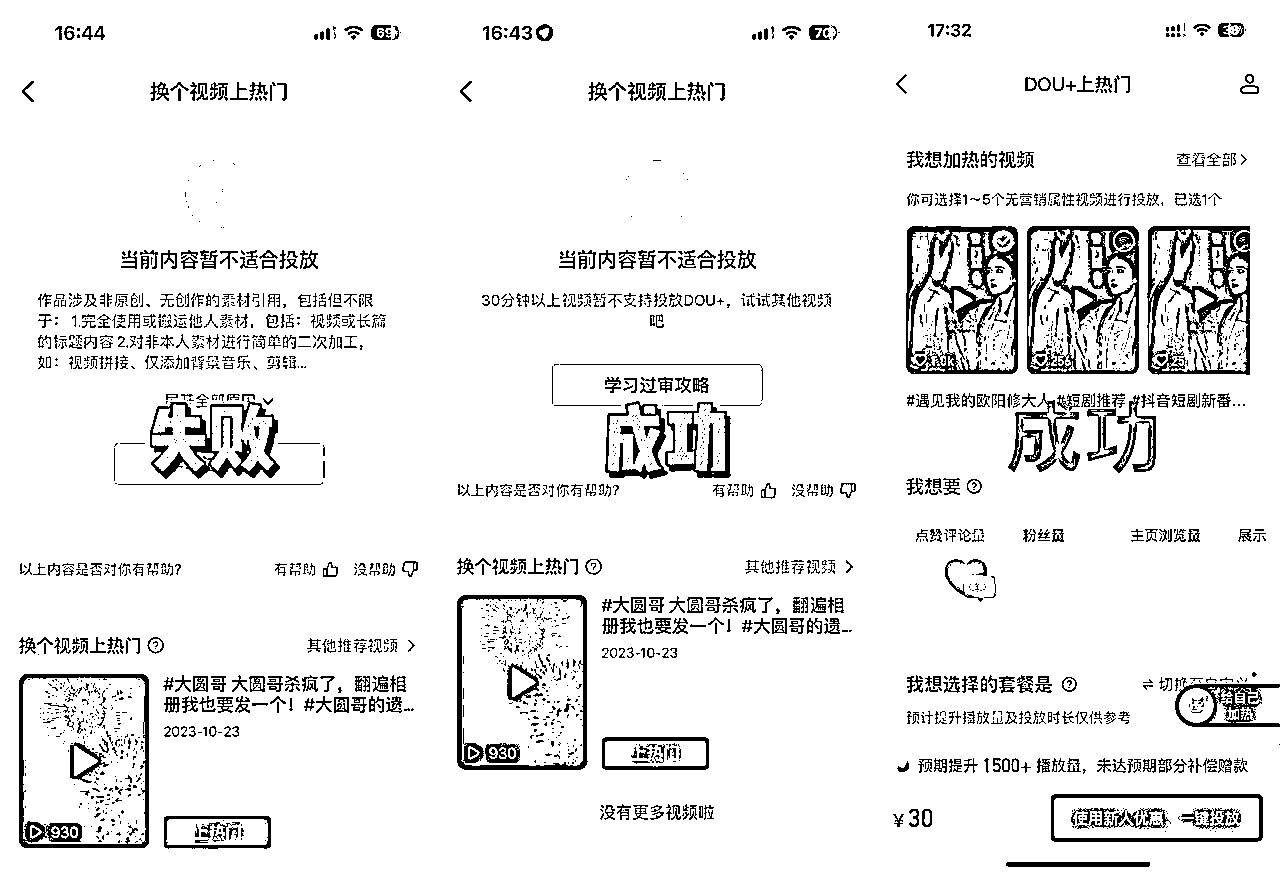 16:44
69
换个视频上热门
当前内容暂不适合投放
作品涉及非原创、无创作的素材引用，包括但不限
于：1.完全使用或搬运他人素材，包括：视频或长篇
的标题内容 2.对非本人素材进行简单的二次加工，
如：视频拼接、仅添加背景音乐、剪辑...
展开全部原因
失败
以上内容是否对你有帮助？
有帮助 没帮助
换个视频上热门
其他推荐视频
#大圆哥 大圆哥杀疯了，翻遍相
册我也要发一个！#大圆哥的遗...
2023-10-23
930
上热门
16:43
70
换个视频上热门
当前内容暂不适合投放
30分钟以上视频暂不支持投放DOU+，试试其他视频
吧
学习过审攻略
成功
以上内容是否对你有帮助？
有帮助 没帮助
换个视频上热门
其他推荐视频
#大圆哥 大圆哥杀疯了，翻遍相
册我也要发一个！#大圆哥的遗...
2023-10-23
930
上热门
没有更多视频啦
17:32
DOU+上热门
我想加热的视频
查看全部
你可选择1～5个无营销属性视频进行投放，已选1个
#遇见我的欧阳修大人 #短剧推荐 #抖音短剧新番...
成功
我想要
点赞评论量 粉丝量 主页浏览量 展示
我想选择的套餐是
切换至自定义
给自己
加热
预计提升播放量及投放时长仅供参考
预期提升 1500+ 播放量，未达预期部分补偿赠款
¥30
使用新人优惠，一键投放